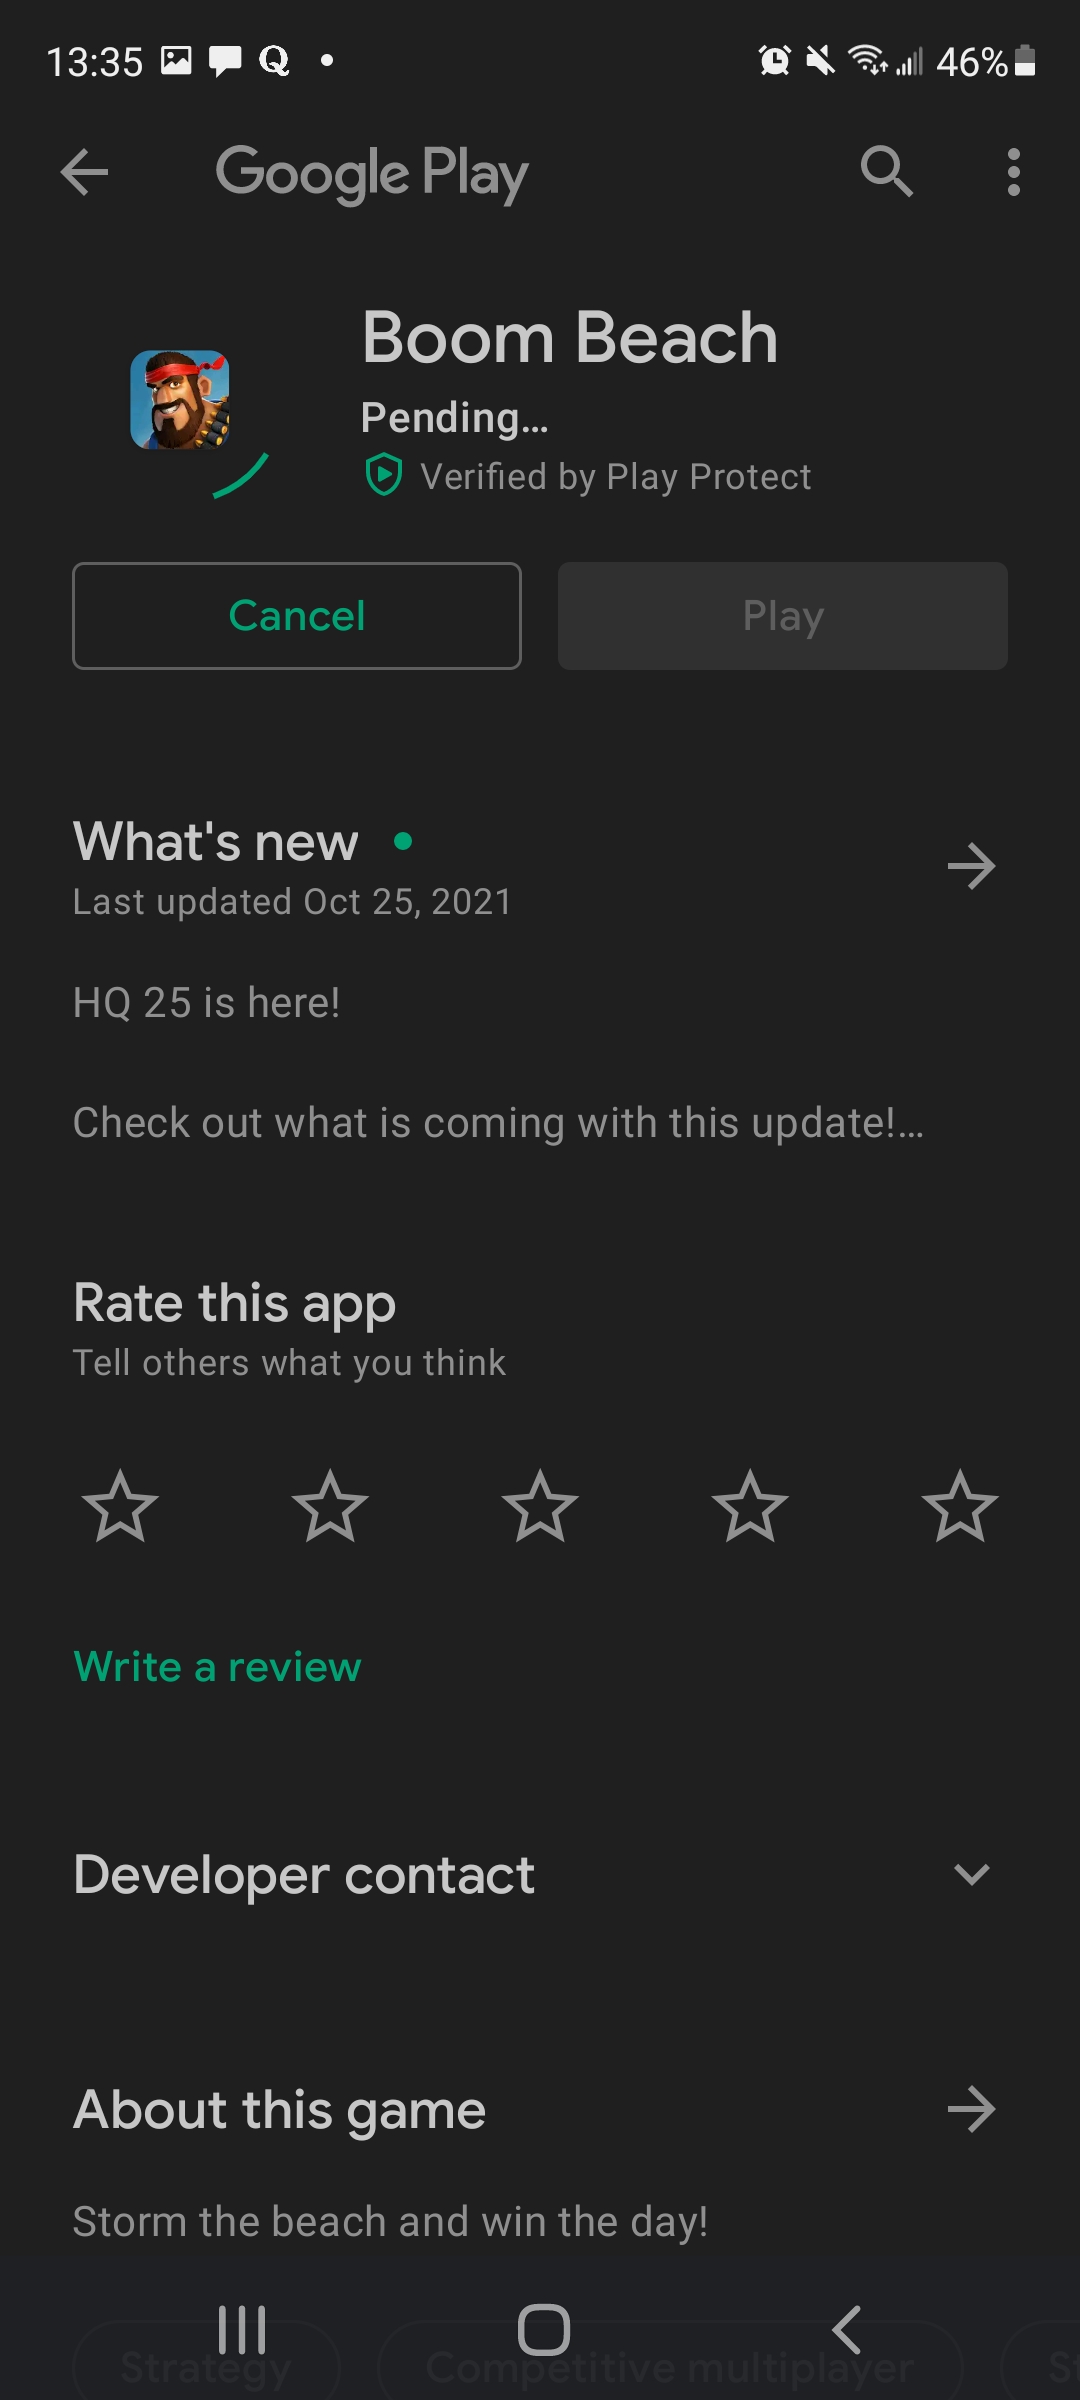 13:35
46%
Google Play
Boom Beach
Pending...
Verified by Play Protect
Cancel
Play
What's new
Last updated Oct 25, 2021
HQ 25 is here!
Check out what is coming with this update!...
Rate this app
Tell others what you think
Write a review
Developer contact
About this game
Storm the beach and win the day!
Strategy
Competitive multiplayer